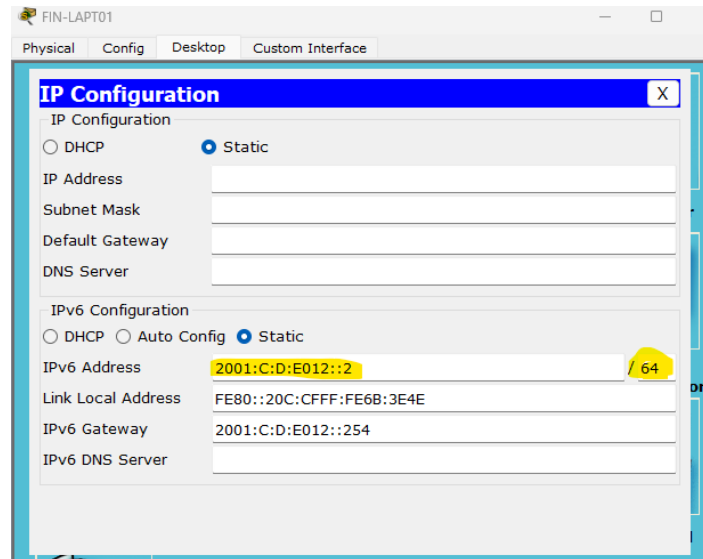 FIN-LAPT01
Physical Config Desktop Custom Interface
IP Configuration X
IP Configuration
DHCP Static
IP Address
Subnet Mask
Default Gateway
DNS Server
IPv6 Configuration
DHCP Auto Config Static
IPv6 Address 2001:C:D:E012::2 / 64
Link Local Address FE80::20C:CFFF:FE6B:3E4E
IPv6 Gateway 2001:C:D:E012::254
IPv6 DNS Server